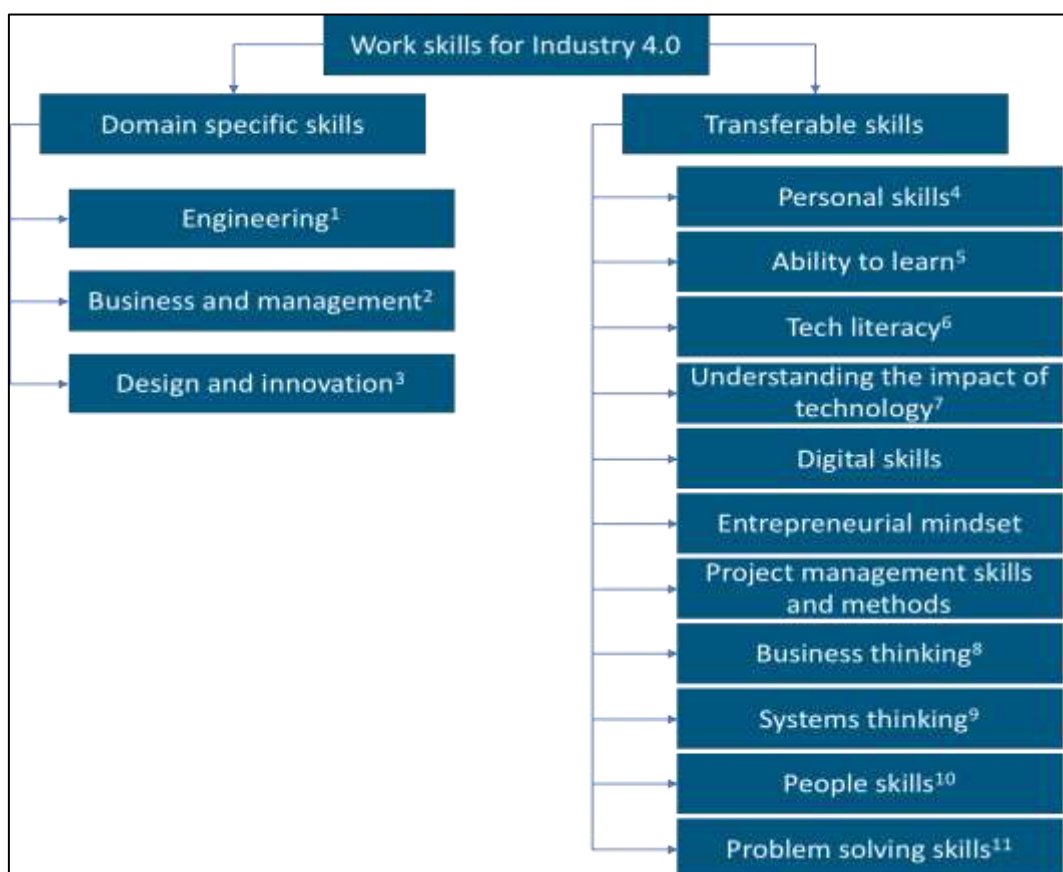 Work skills for Industry 4.0
Domain specific skills
Engineering¹
Business and management²
Design and innovation³
Transferable skills
Personal skills⁴
Ability to learn⁵
Tech literacy⁶
Understanding the impact of
technology⁷
Digital skills
Entrepreneurial mindset
Project management skills
and methods
Business thinking⁸
Systems thinking⁹
People skills¹⁰
Problem solving skills¹¹